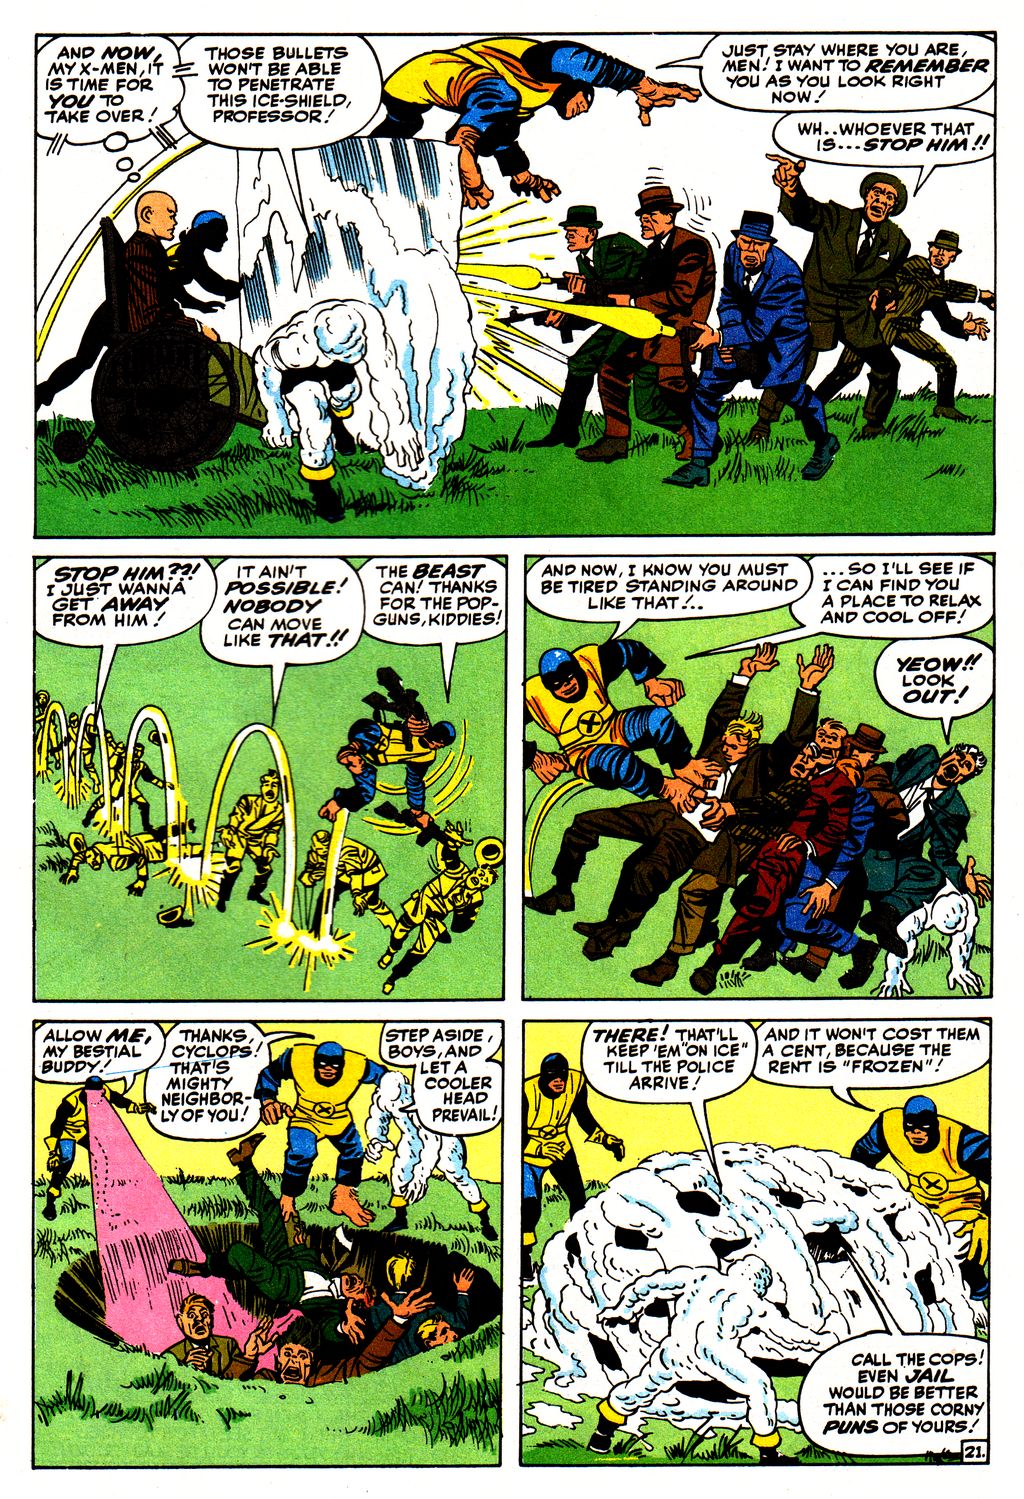 AND NOW,
MY X-MEN, IT
IS TIME FOR
YOU TO
TAKE OVER!
THOSE BULLETS
WON'T BE ABLE
TO PENETRATE
THIS ICE-SHIELD,
PROFESSOR!
JUST STAY WHERE YOU ARE,
MEN! I WANT TO REMEMBER
YOU AS YOU LOOK RIGHT
NOW!
WH..WHOEVER THAT
IS...STOP HIM!!
STOP HIM??!
I JUST WANNA
GET AWAY
FROM HIM!
IT AIN'T
POSSIBLE!
NOBODY
CAN MOVE
LIKE THAT!!
THE BEAST
CAN! THANKS
FOR THE POP-
GUNS, KIDDIES!
AND NOW, I KNOW YOU MUST
BE TIRED STANDING AROUND
LIKE THAT!..
...SO I'LL SEE IF
I CAN FIND YOU
A PLACE TO RELAX
AND COOL OFF!
YEOW!!
LOOK
OUT!
X
ALLOW ME,
MY BESTIAL
BUDDY!
THANKS,
CYCLOPS!
THAT'S
MIGHTY
NEIGHBOR-
LY OF YOU!
STEP ASIDE,
BOYS, AND
LET A
COOLER
HEAD
PREVAIL!
X
THERE! THAT'LL
KEEP 'EM "ON ICE"
TILL THE POLICE
ARRIVE!
AND IT WON'T COST THEM
A CENT, BECAUSE THE
RENT IS "FROZEN"!
X
CALL THE COPS!
EVEN JAIL
WOULD BE BETTER
THAN THOSE CORNY
PUNS OF YOURS!
21.